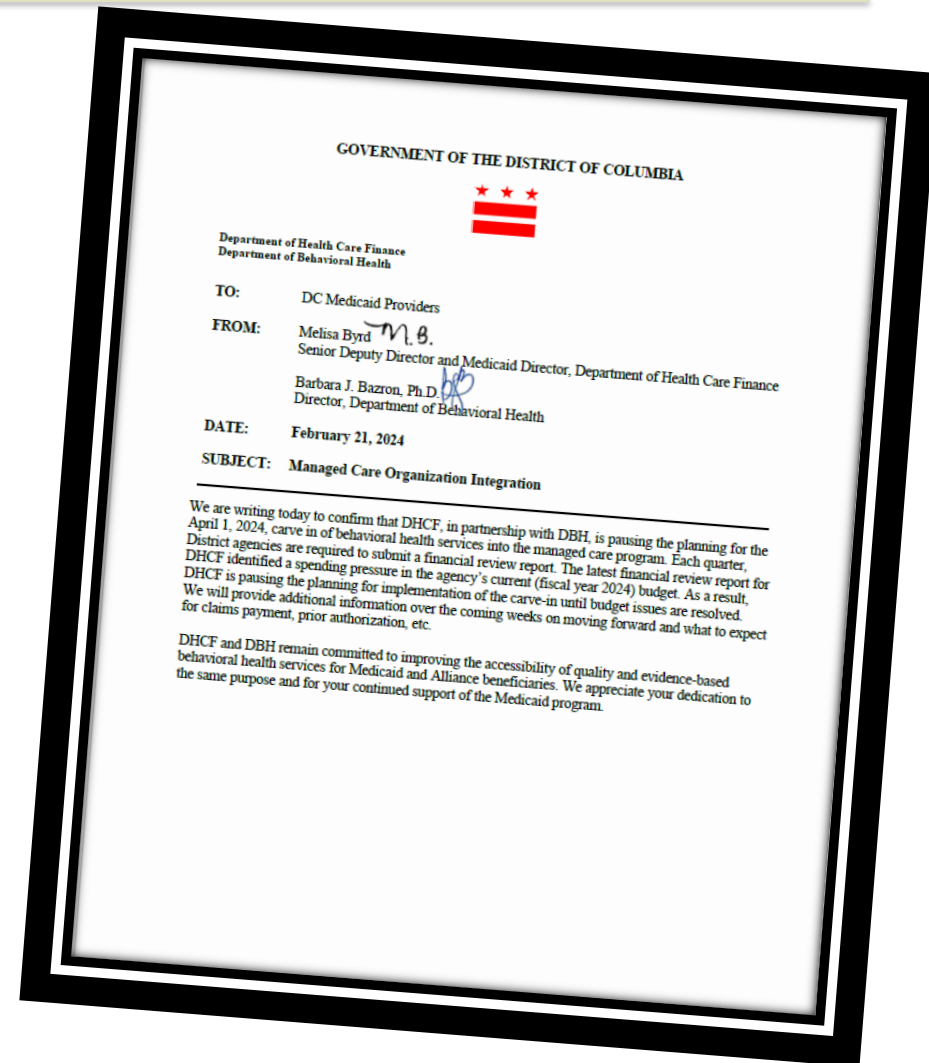 GOVERNMENT OF THE DISTRICT OF COLUMBIA
Department of Health Care Finance
Department of Behavioral Health
TO: DC Medicaid Providers
FROM: Melisa Byrd M.B.
Senior Deputy Director and Medicaid Director, Department of Health Care Finance
Barbara J. Bazron, Ph.D.
Director, Department of Behavioral Health
DATE: February 21, 2024
SUBJECT: Managed Care Organization Integration
We are writing today to confirm that DHCF, in partnership with DBH, is pausing the planning for the
April 1, 2024, carve in of behavioral health services into the managed care program. Each quarter,
District agencies are required to submit a financial review report. The latest financial review report for
DHCF identified a spending pressure in the agency's current (fiscal year 2024) budget. As a result,
DHCF is pausing the planning for implementation of the carve-in until budget issues are resolved.
We will provide additional information over the coming weeks on moving forward and what to expect
for claims payment, prior authorization, etc.
DHCF and DBH remain committed to improving the accessibility of quality and evidence-based
behavioral health services for Medicaid and Alliance beneficiaries. We appreciate your dedication to
the same purpose and for your continued support of the Medicaid program.